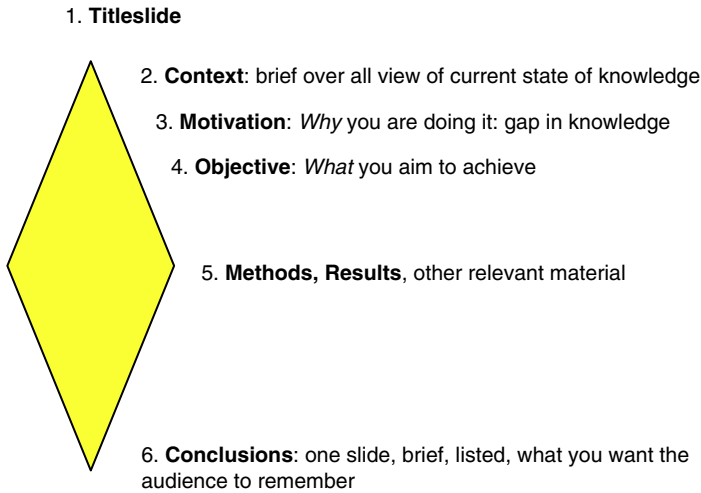 1. Titleslide
2. Context: brief over all view of current state of knowledge
3. Motivation: Why you are doing it: gap in knowledge
4. Objective: What you aim to achieve
5. Methods, Results, other relevant material
6. Conclusions: one slide, brief, listed, what you want the
audience to remember